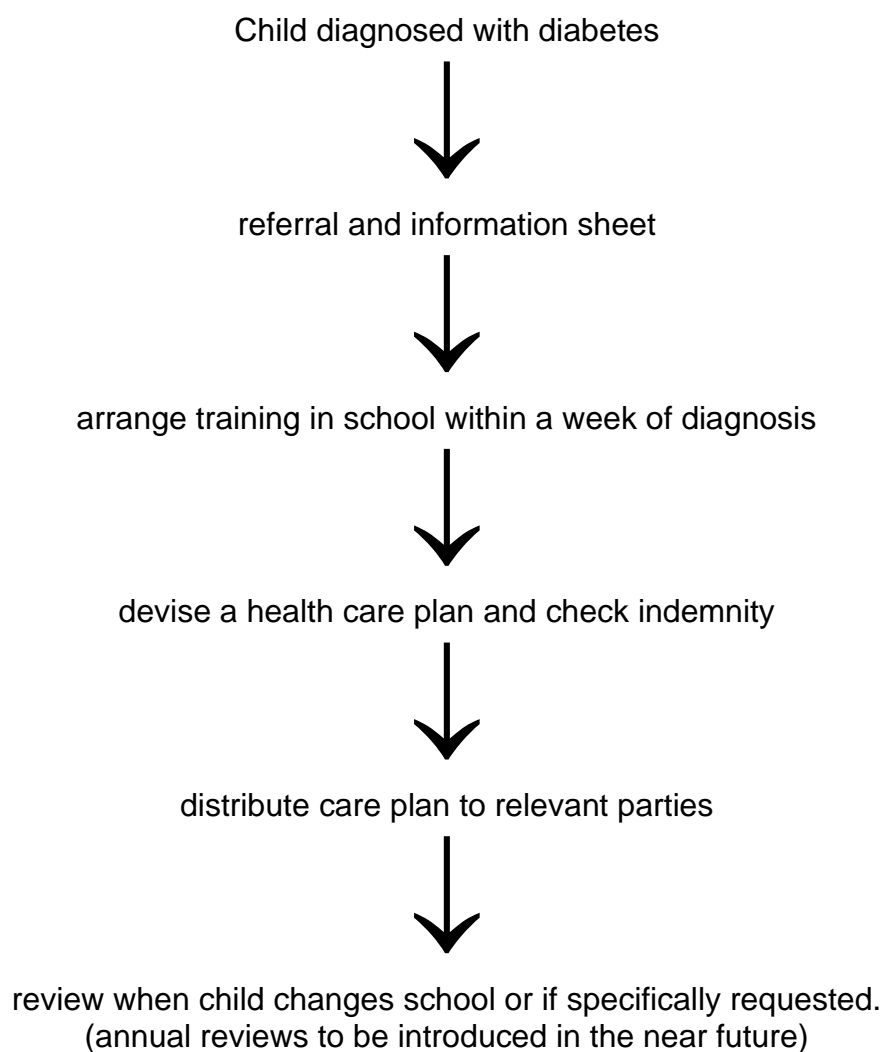 Child diagnosed with diabetes
referral and information sheet
arrange training in school within a week of diagnosis
devise a health care plan and check indemnity
distribute care plan to relevant parties
review when child changes school or if specifically requested.
(annual reviews to be introduced in the near future)